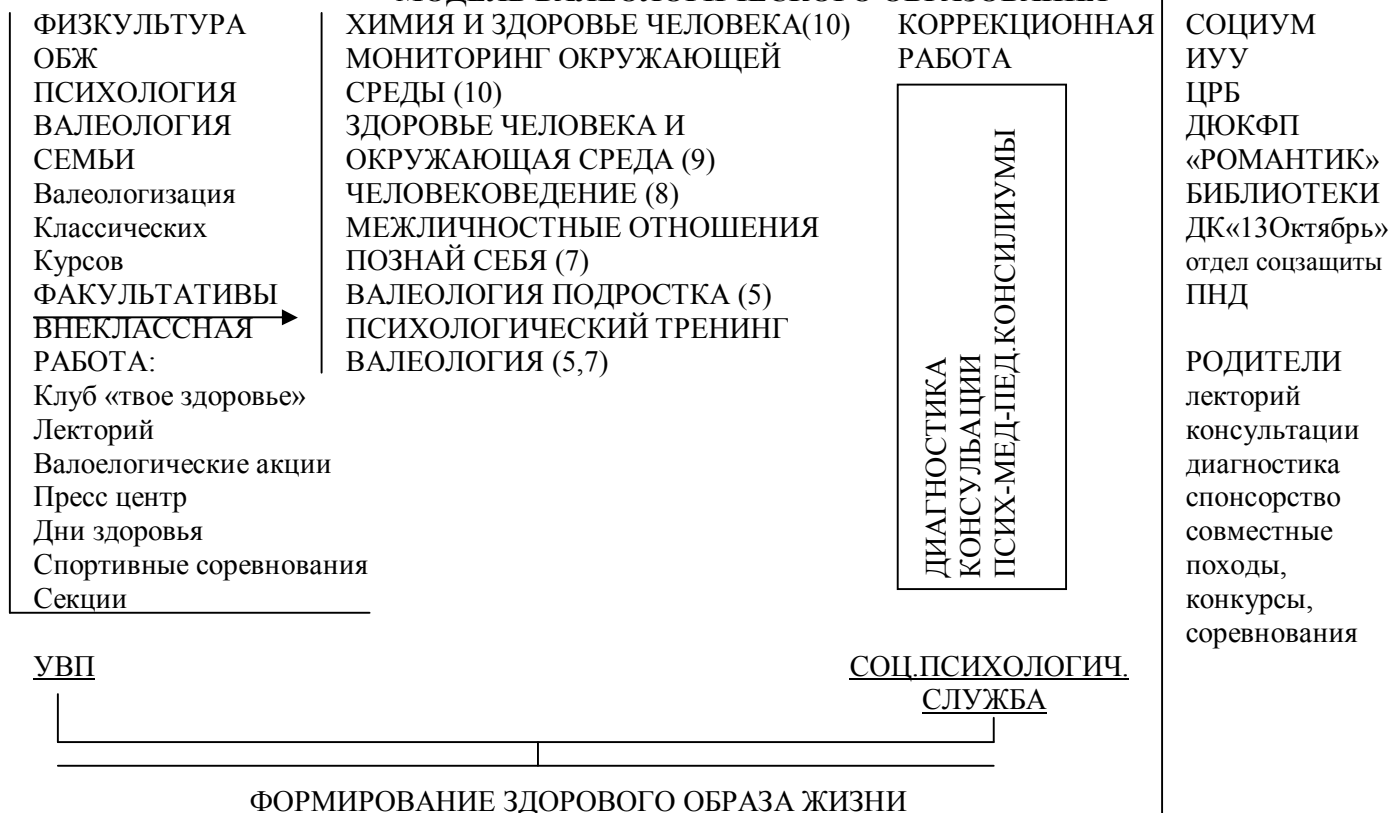 МОДЕЛЬ ВАЛЕОЛОГИЧЕСКОГО ОБРАЗОВАНИЯ
ФИЗКУЛЬТУРА
ОБЖ
ПСИХОЛОГИЯ
ВАЛЕОЛОГИЯ
СЕМЬИ
Валеологизация
Классических
Курсов
ФАКУЛЬТАТИВЫ
ВНЕКЛАССНАЯ
РАБОТА:
Клуб «твое здоровье»
Лекторий
Валоелогические акции
Пресс центр
Дни здоровья
Спортивные соревнования
Секции
ХИМИЯ И ЗДОРОВЬЕ ЧЕЛОВЕКА(10)
МОНИТОРИНГ ОКРУЖАЮЩЕЙ
СРЕДЫ (10)
ЗДОРОВЬЕ ЧЕЛОВЕКА И
ОКРУЖАЮЩАЯ СРЕДА (9)
ЧЕЛОВЕКОВЕДЕНИЕ (8)
МЕЖЛИЧНОСТНЫЕ ОТНОШЕНИЯ
ПОЗНАЙ СЕБЯ (7)
ВАЛЕОЛОГИЯ ПОДРОСТКА (5)
ПСИХОЛОГИЧЕСКИЙ ТРЕНИНГ
ВАЛЕОЛОГИЯ (5,7)
КОРРЕКЦИОННАЯ
РАБОТА
ДИАГНОСТИКА
КОНСУЛЬАЦИИ
ПСИХ-МЕД-ПЕД.КОНСИЛИУМЫ
СОЦИУМ
ИУУ
ЦРБ
ДЮКФП
«РОМАНТИК»
БИБЛИОТЕКИ
ДК«13Октябрь»
отдел соцзащиты
ПНД
РОДИТЕЛИ
лекторий
консультации
диагностика
спонсорство
совместные
походы,
конкурсы,
соревнования
УВП
СОЦ.ПСИХОЛОГИЧ.
СЛУЖБА
ФОРМИРОВАНИЕ ЗДОРОВОГО ОБРАЗА ЖИЗНИ